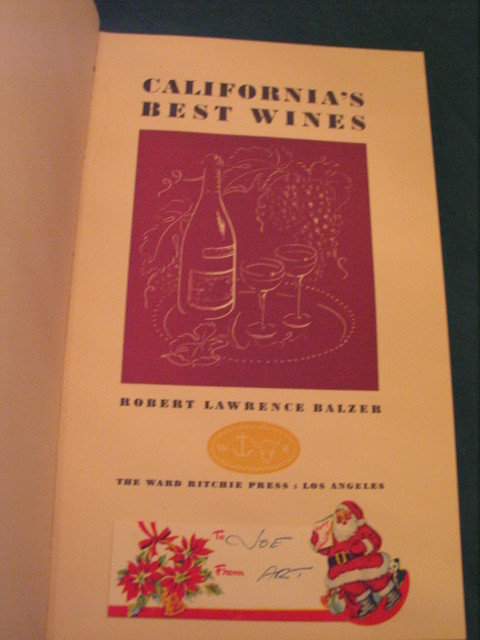 CALIFORNIA'S
BEST WINES
ROBERT LAWRENCE BALZER
THE WARD RITCHIE PRESS : LOS ANGELES
To JOE
From ART